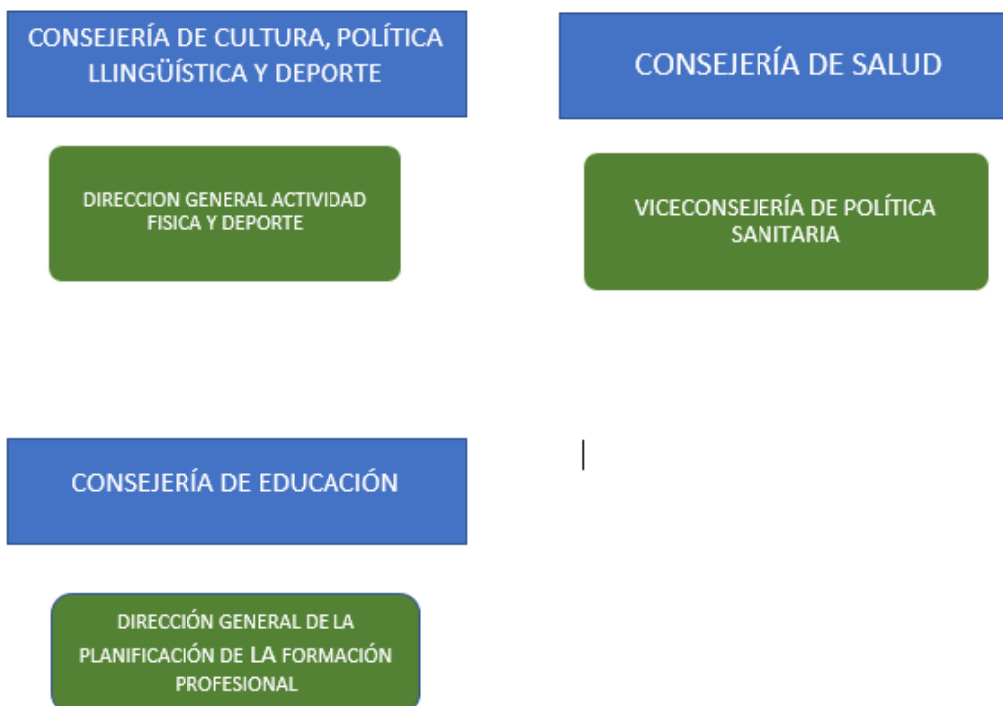 CONSEJERÍA DE CULTURA, POLÍTICA
LLINGÜÍSTICA Y DEPORTE
DIRECCION GENERAL ACTIVIDAD
FISICA Y DEPORTE
CONSEJERÍA DE SALUD
VICECONSEJERÍA DE POLÍTICA
SANITARIA
CONSEJERÍA DE EDUCACIÓN
DIRECCIÓN GENERAL DE LA
PLANIFICACIÓN DE LA FORMACIÓN
PROFESIONAL